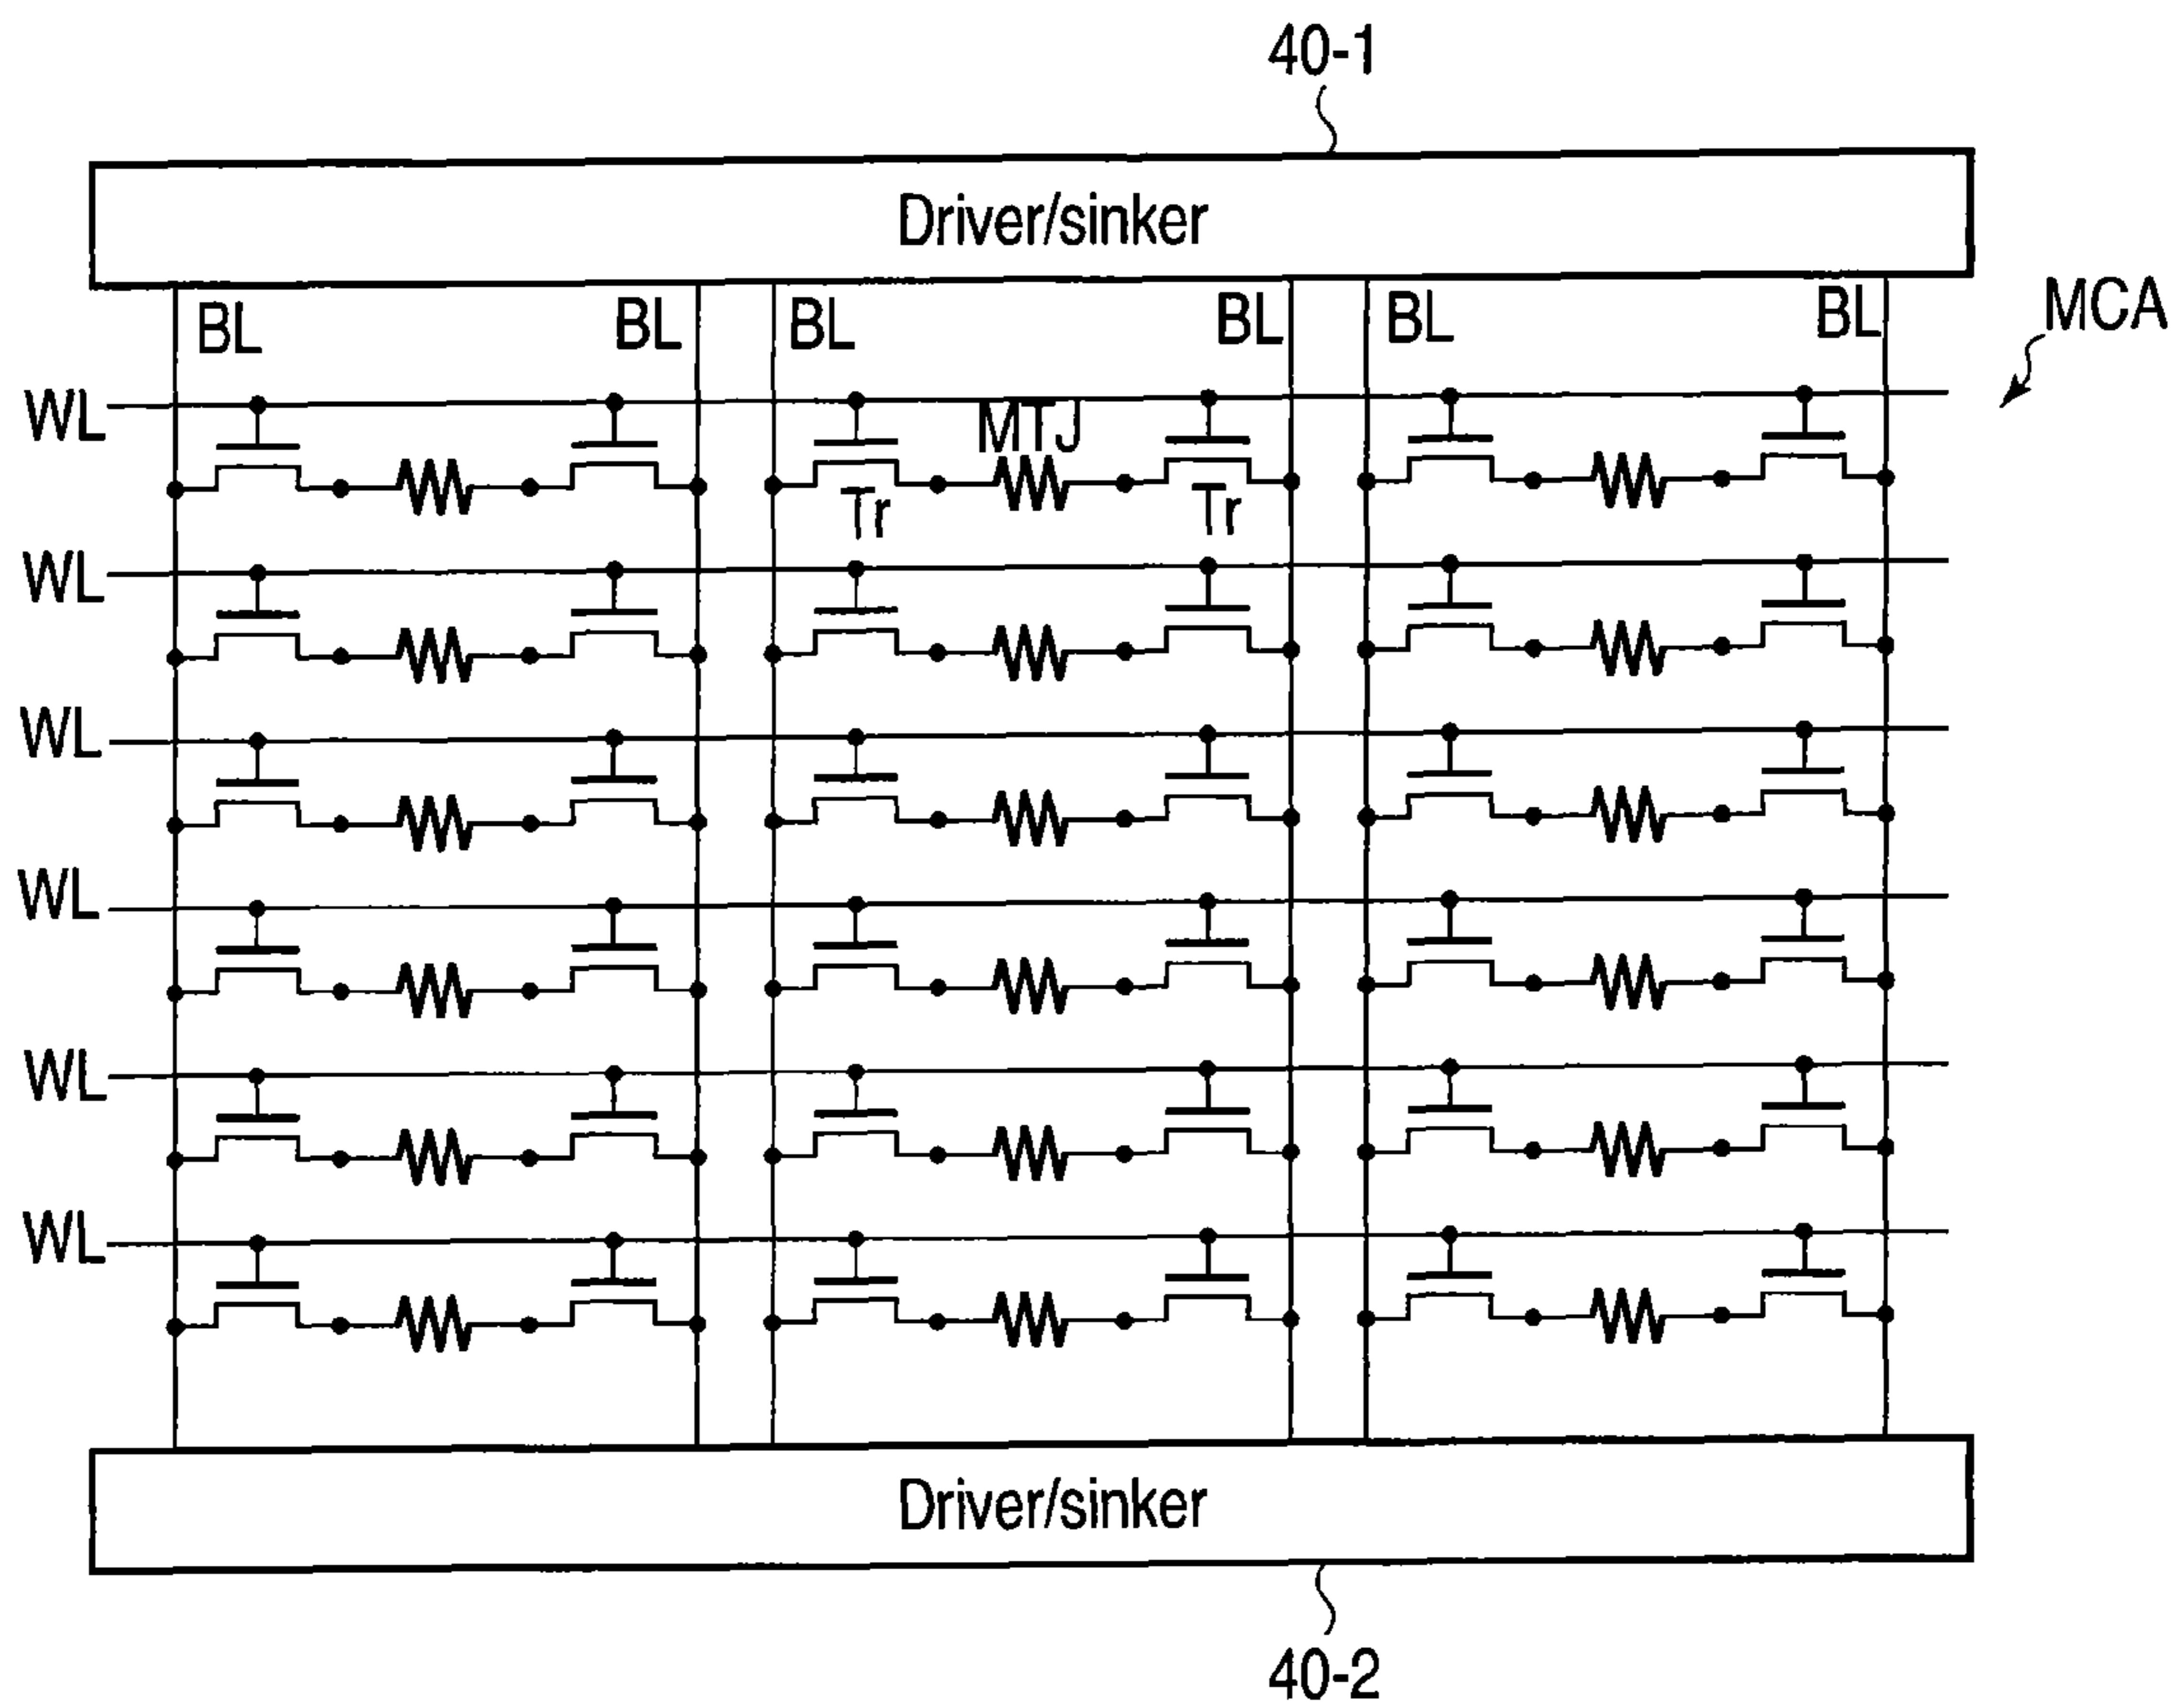 40-1
Driver/sinker
BL BL BL BL BL BL
MCA
WL
MTJ
Tr Tr
WL
WL
WL
WL
WL
Driver/sinker
40-2